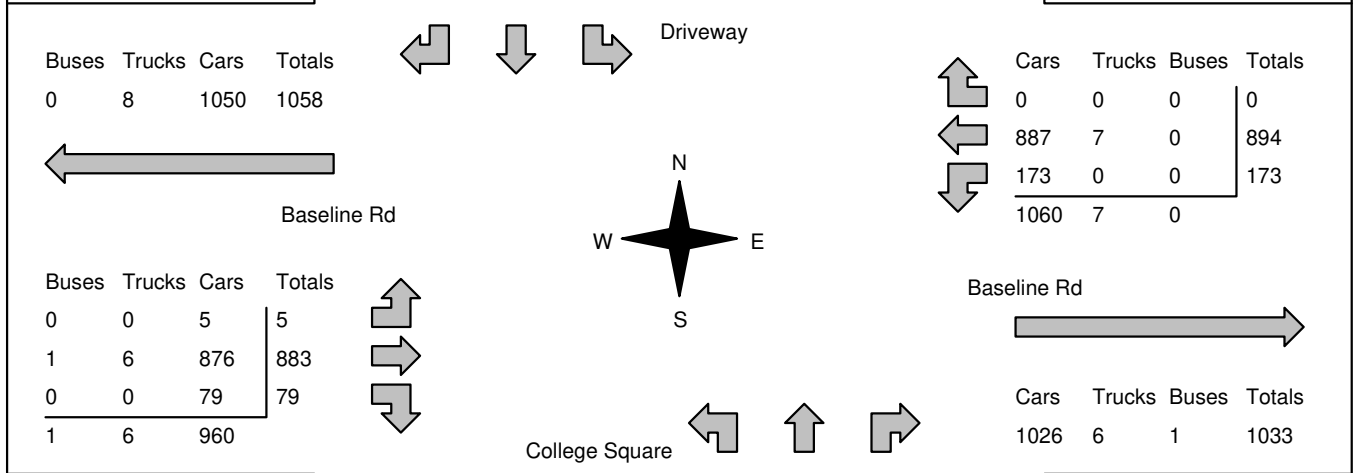 Driveway
Buses Trucks Cars Totals
0 8 1050 1058
Cars Trucks Buses Totals
0 0 0 0
887 7 0 894
173 0 0 173
1060 7 0
Baseline Rd
N
W E
S
Buses Trucks Cars Totals
0 0 5 5
1 6 876 883
0 0 79 79
1 6 960
Baseline Rd
Cars Trucks Buses Totals
1026 6 1 1033
College Square